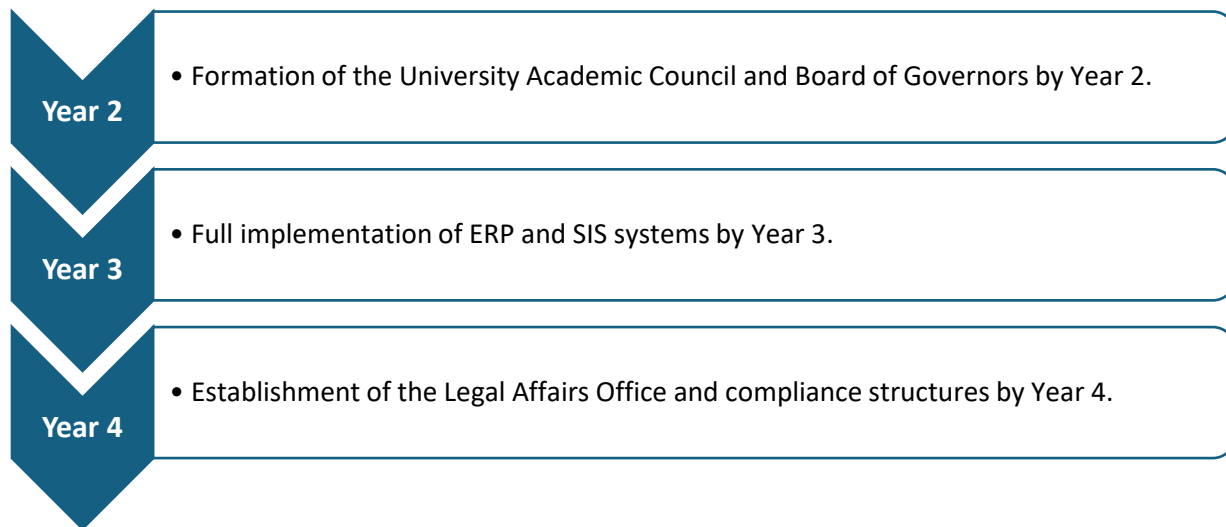 Year 2
• Formation of the University Academic Council and Board of Governors by Year 2.
Year 3
• Full implementation of ERP and SIS systems by Year 3.
Year 4
• Establishment of the Legal Affairs Office and compliance structures by Year 4.